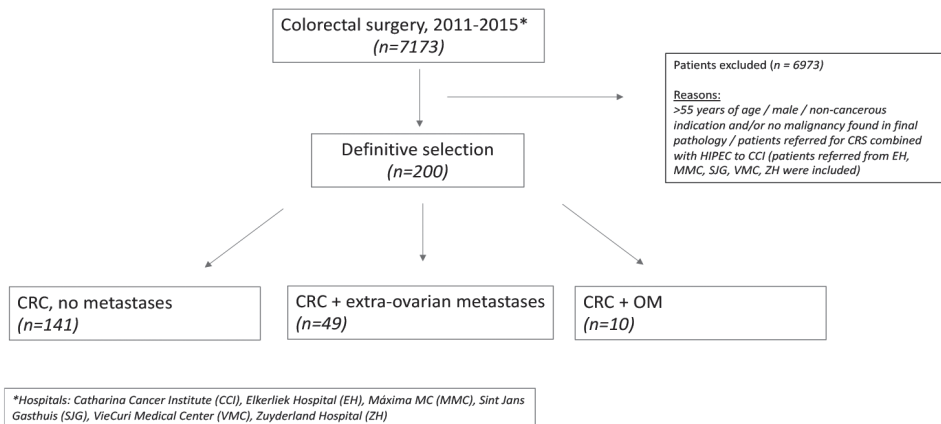 Colorectal surgery, 2011-2015*
(n=7173)
Patients excluded (n = 6973)
Reasons:
>55 years of age / male / non-cancerous
indication and/or no malignancy found in final
pathology / patients referred for CRS combined
with HIPEC to CCI (patients referred from EH,
MMC, SJG, VMC, ZH were included)
Definitive selection
(n=200)
CRC, no metastases
(n=141)
CRC + extra-ovarian metastases
(n=49)
CRC + OM
(n=10)
*Hospitals: Catharina Cancer Institute (CCI), Elkerliek Hospital (EH), Máxima MC (MMC), Sint Jans
Gasthuis (SJG), VieCuri Medical Center (VMC), Zuyderland Hospital (ZH)